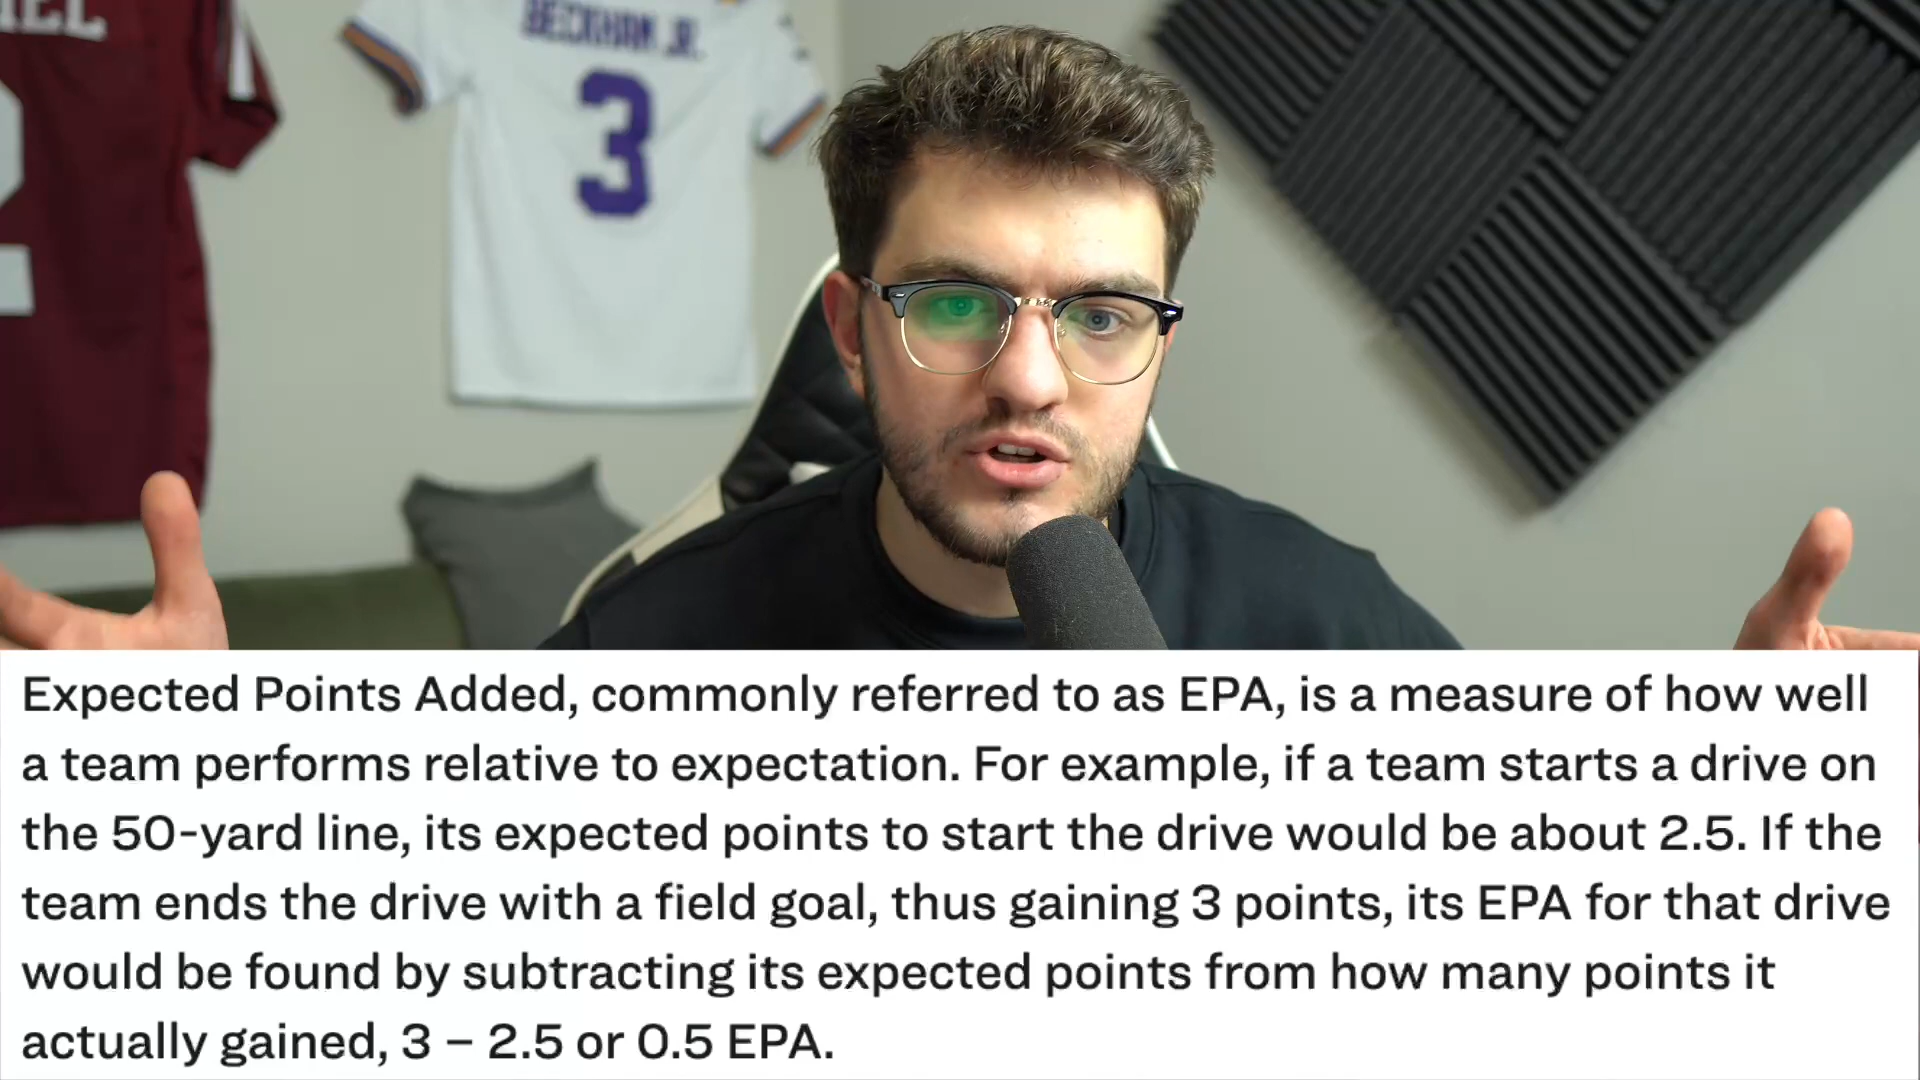 IEL
BECKHAM JR.
3
2
Expected Points Added, commonly referred to as EPA, is a measure of how well
a team performs relative to expectation. For example, if a team starts a drive on
the 50-yard line, its expected points to start the drive would be about 2.5. If the
team ends the drive with a field goal, thus gaining 3 points, its EPA for that drive
would be found by subtracting its expected points from how many points it
actually gained, 3 – 2.5 or 0.5 EPA.